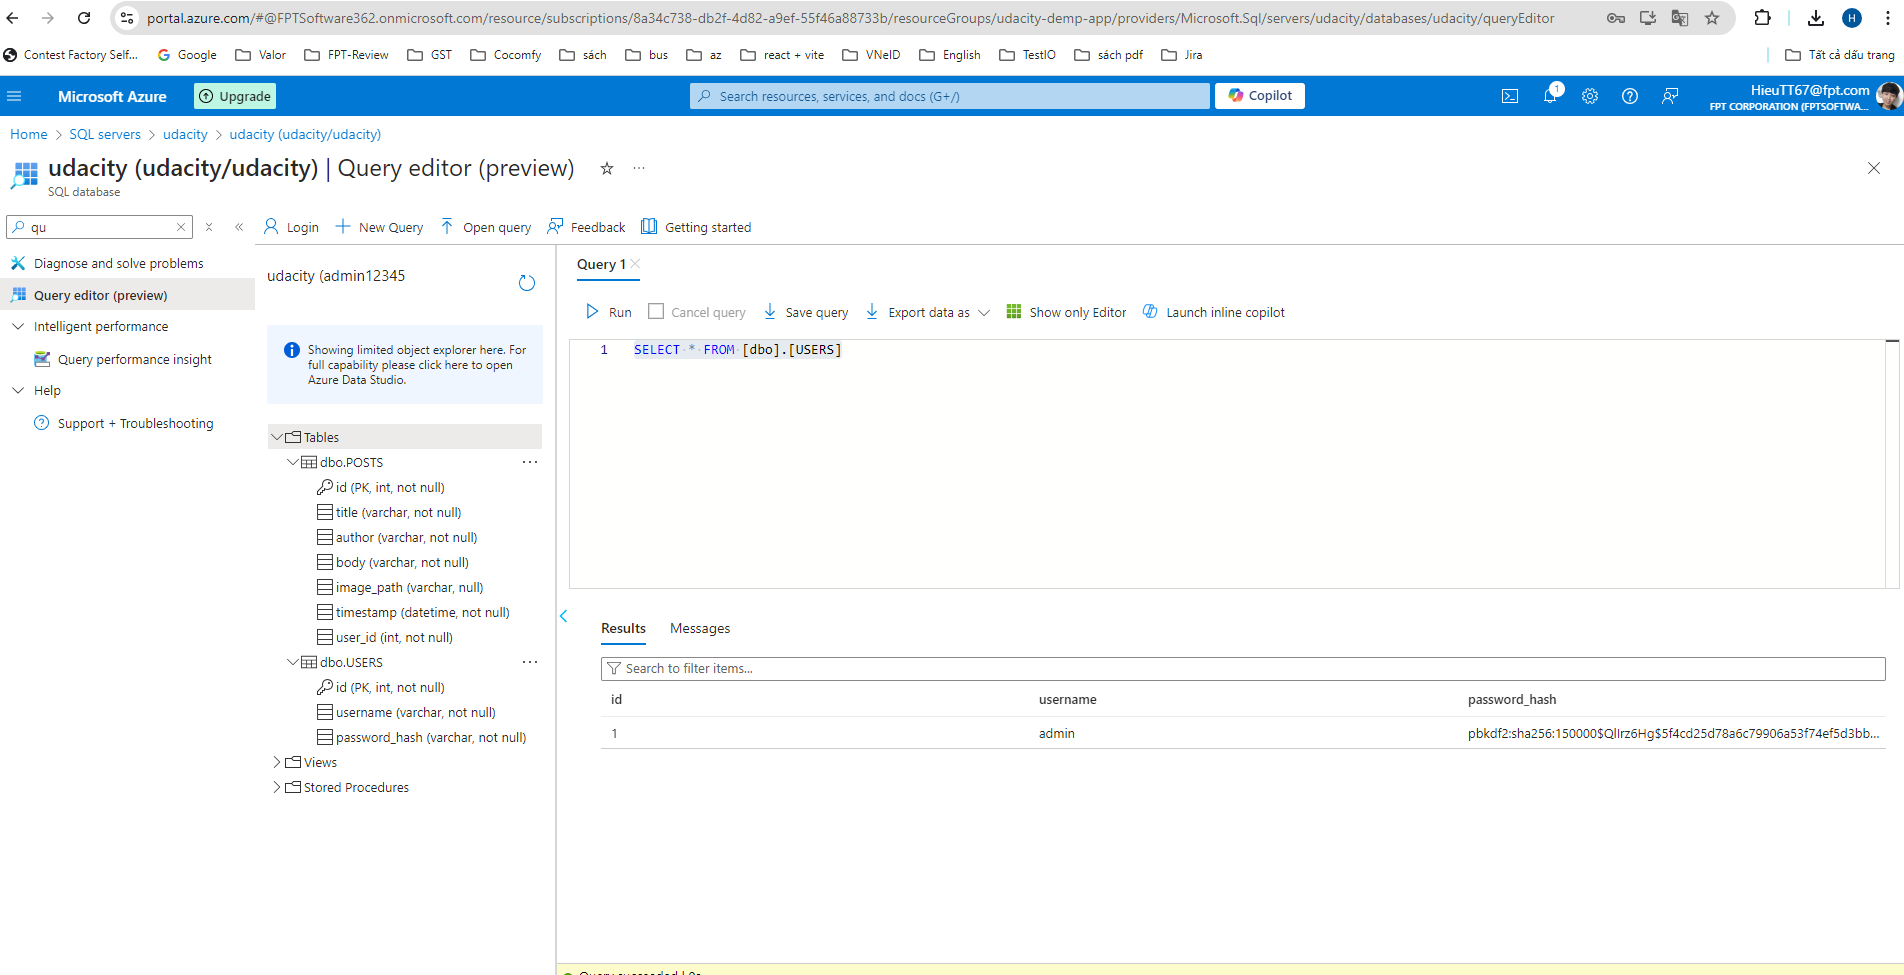 portal.azure.com/#@FPTSoftware362.onmicrosoft.com/resource/subscriptions/8a34c738-db2f-4d82-a9ef-55f46a88733b/resourceGroups/udacity-demp-app/providers/Microsoft.Sql/servers/udacity/databases/udacity/queryEditor
H
Contest Factory Self... Google Valor FPT-Review GST Cocomfy sách bus az react + vite VNeID English TestIO sách pdf Jira Tất cả dấu trang
Microsoft Azure Upgrade Search resources, services, and docs (G+/) Copilot 1 HieuTT67@fpt.com
FPT CORPORATION (FPTSOFTWA...
Home > SQL servers > udacity > udacity (udacity/udacity)
udacity (udacity/udacity) | Query editor (preview) ...
SQL database
qu
Login New Query Open query Feedback Getting started
Diagnose and solve problems
Query editor (preview)
Intelligent performance
Query performance insight
Help
Support + Troubleshooting
udacity (admin12345
Showing limited object explorer here. For
full capability please click here to open
Azure Data Studio.
Tables
dbo.POSTS ...
id (PK, int, not null)
title (varchar, not null)
author (varchar, not null)
body (varchar, not null)
image_path (varchar, null)
timestamp (datetime, not null)
user_id (int, not null)
dbo.USERS ...
id (PK, int, not null)
username (varchar, not null)
password_hash (varchar, not null)
Views
Stored Procedures
Query 1
Run Cancel query Save query Export data as Show only Editor Launch inline copilot
1 SELECT * FROM [dbo].[USERS]
Results Messages
Search to filter items...
id username password_hash
1 admin pbkdf2:sha256:150000$QlIrz6Hg$5f4cd25d78a6c79906a53f74ef5d3bb...
Query succeeded | 0s